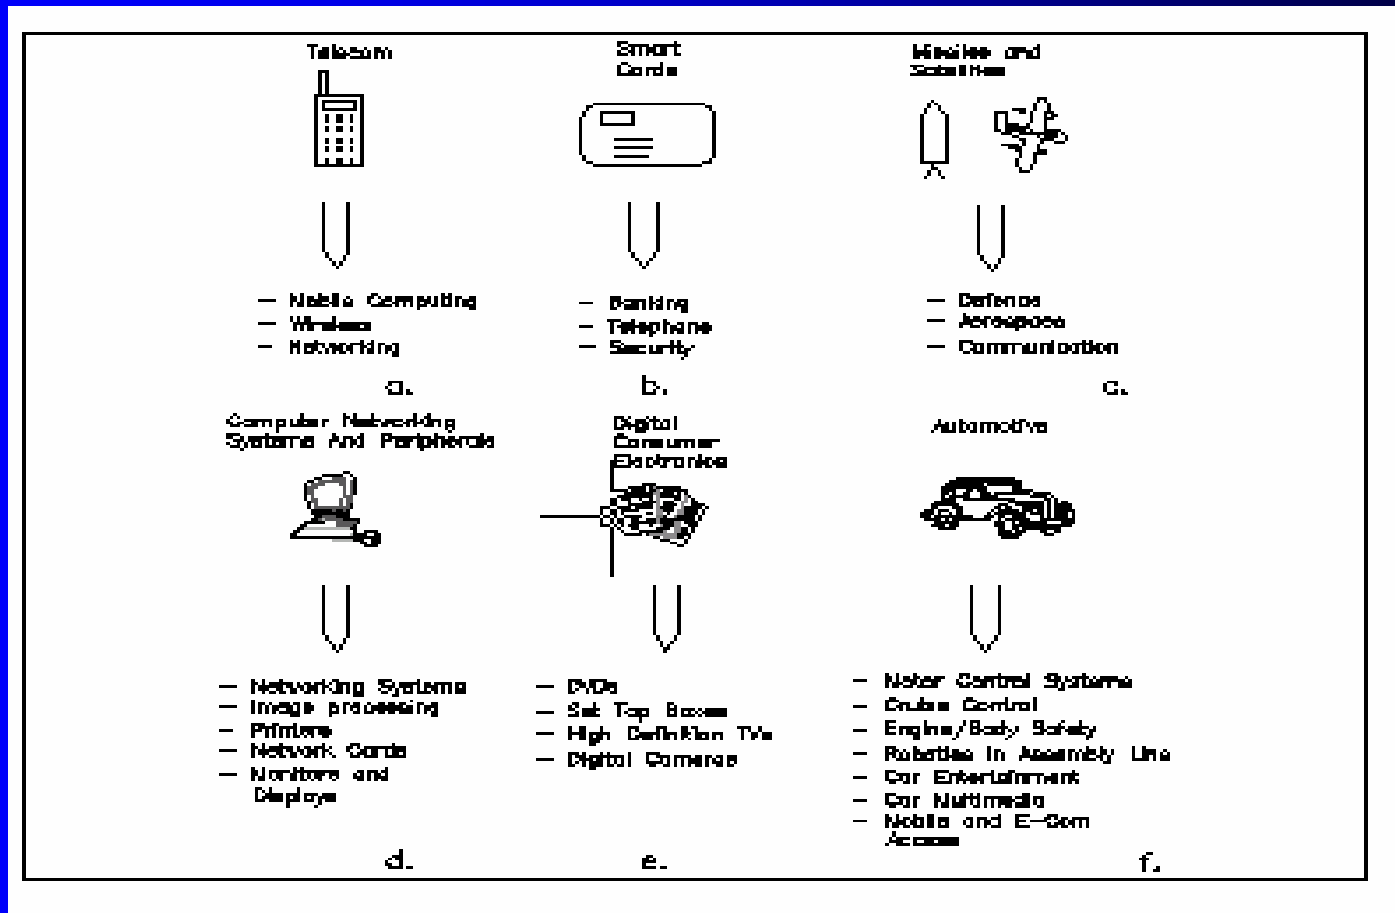 Telecom
Smart
Cards
Missiles and
Satellites
– Mobile Computing
– Wireless
– Networking
– Banking
– Telephone
– Security
– Defence
– Aerospace
– Communication
a.
b.
c.
Computer Networking
Systems And Peripherals
Digital
Consumer
Electronics
Automotive
– Networking Systems
– Image processing
– Printers
– Network Cards
– Monitors and
Displays
– DVDs
– Set Top Boxes
– High Definition TVs
– Digital Cameras
– Motor Control Systems
– Cruise Control
– Engine/Body Safety
– Robotics in Assembly Line
– Car Entertainment
– Car Multimedia
– Mobile and E-Com
Access
d.
e.
f.